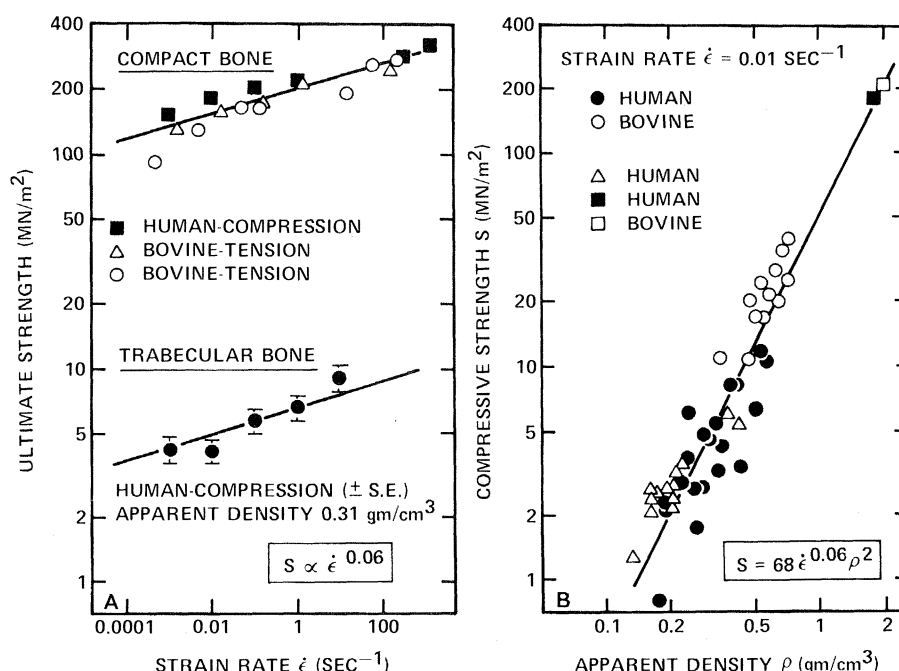 400
200
100
50
20
10
5
2
1
ULTIMATE STRENGTH (MN/m²)
COMPACT BONE
HUMAN-COMPRESSION
BOVINE-TENSION
BOVINE-TENSION
TRABECULAR BONE
HUMAN-COMPRESSION (± S.E.)
APPARENT DENSITY 0.31 gm/cm³
S ∝ ε̇ 0.06
A
0.0001 0.01 1 100
STRAIN RATE ε̇ (SEC⁻¹)
400
200
100
50
20
10
5
2
1
COMPRESSIVE STRENGTH S (MN/m²)
STRAIN RATE ε̇ = 0.01 SEC⁻¹
HUMAN
BOVINE
HUMAN
HUMAN
BOVINE
S = 68 ε̇ 0.06 ρ²
B
0.1 0.2 0.5 1 2
APPARENT DENSITY ρ (gm/cm³)